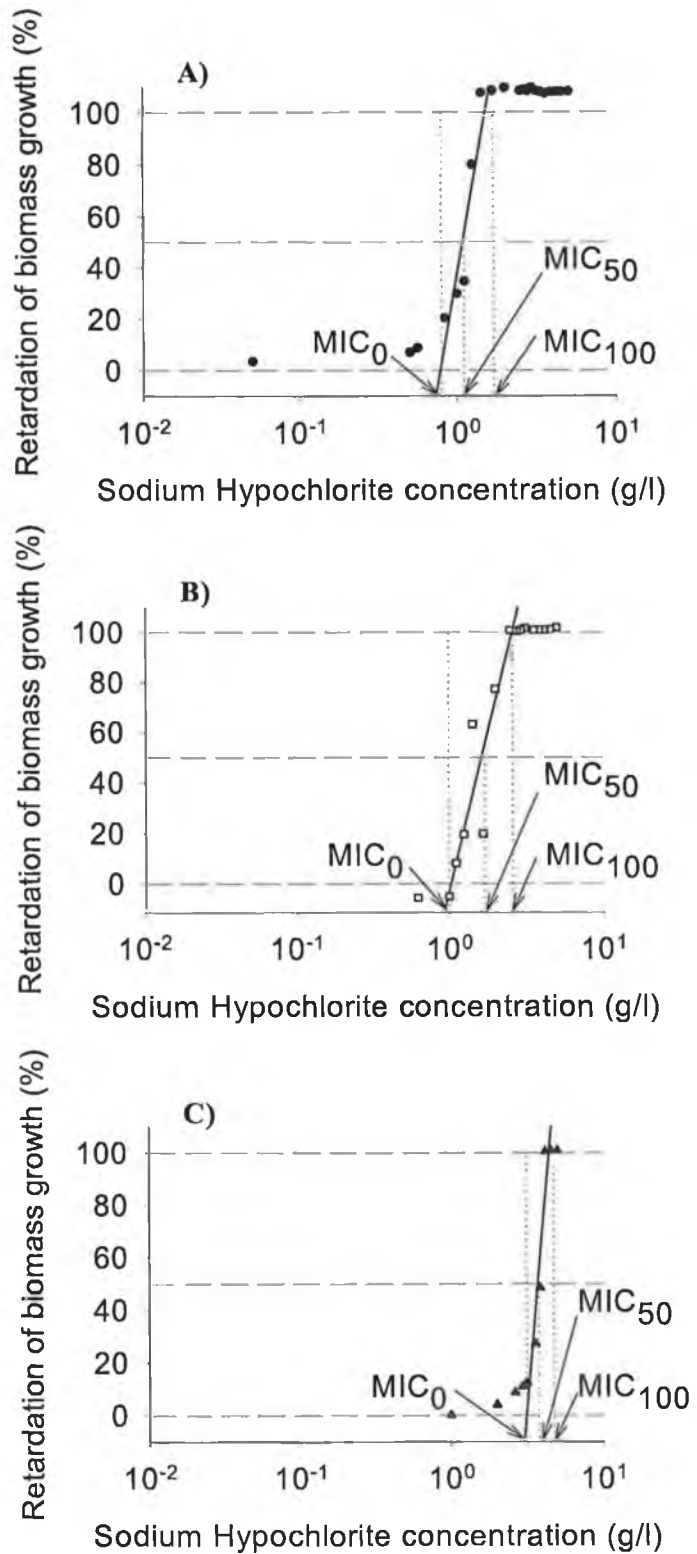 A)
Retardation of biomass growth (%)
100
80
60
40
20
0
MIC0
MIC50
MIC100
10-2
10-1
100
101
Sodium Hypochlorite concentration (g/l)
B)
Retardation of biomass growth (%)
100
80
60
40
20
0
MIC0
MIC50
MIC100
10-2
10-1
100
101
Sodium Hypochlorite concentration (g/l)
C)
Retardation of biomass growth (%)
100
80
60
40
20
0
MIC0
MIC50
MIC100
10-2
10-1
100
101
Sodium Hypochlorite concentration (g/l)